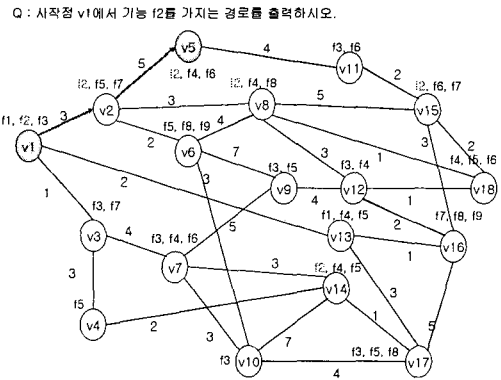 Q : 시작점 v1에서 기능 f2를 가지는 경로를 출력하시오.
v5
4
f3, f6
5
f2, f4, f6
v11
2
f2, f5, f7
f2, f4, f8
f2, f6, f7
3
v2
3
v8
5
v15
f1, f2, f3
2
f5, f8, f9
4
3
1
3
2
v1
v6
7
f3, f5
f3, f4
f4, f5, f6
1
2
3
v9
4
v12
1
v18
f3, f7
f1, f4, f5
2
f7, f8, f9
v3
4
f3, f4, f6
5
v13
1
v16
3
v7
3
f2, f4, f5
3
f5
v14
1
5
v4
2
3
7
f3
v10
4
f3, f5, f8
v17